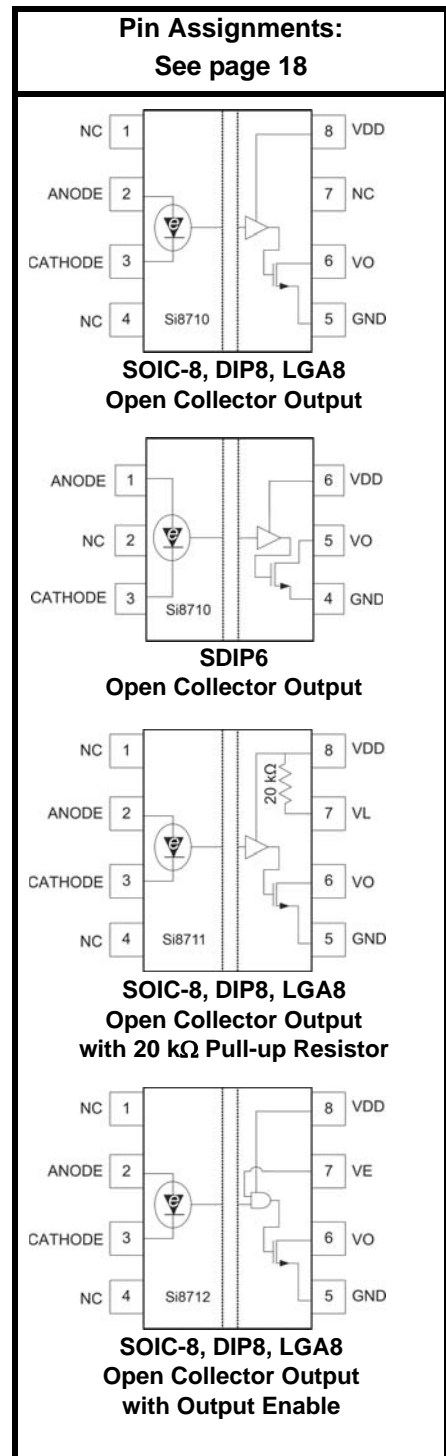 Pin Assignments:
See page 18
NC 1
8 VDD
ANODE 2
e
7 NC
CATHODE 3
6 VO
NC 4
Si8710
5 GND
SOIC-8, DIP8, LGA8
Open Collector Output
ANODE 1
6 VDD
NC 2
e
5 VO
CATHODE 3
Si8710
4 GND
SDIP6
Open Collector Output
NC 1
8 VDD
20 kΩ
ANODE 2
e
7 VL
CATHODE 3
6 VO
NC 4
Si8711
5 GND
SOIC-8, DIP8, LGA8
Open Collector Output
with 20 kΩ Pull-up Resistor
NC 1
8 VDD
ANODE 2
e
7 VE
CATHODE 3
6 VO
NC 4
Si8712
5 GND
SOIC-8, DIP8, LGA8
Open Collector Output
with Output Enable